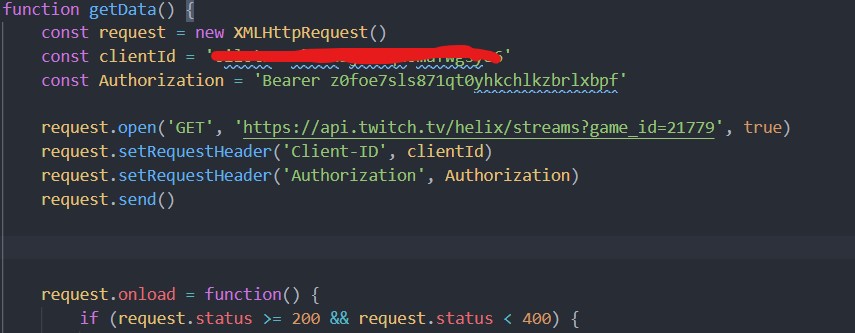 function getData() {
const request = new XMLHttpRequest()
const clientId = '
const Authorization = 'Bearer z0foe7sls871qt0yhkchlkzbrlxbpf'
request.open('GET', 'https://api.twitch.tv/helix/streams?game_id=21779', true)
request.setRequestHeader('Client-ID', clientId)
request.setRequestHeader('Authorization', Authorization)
request.send()
request.onload = function() {
if (request.status >= 200 && request.status < 400) {